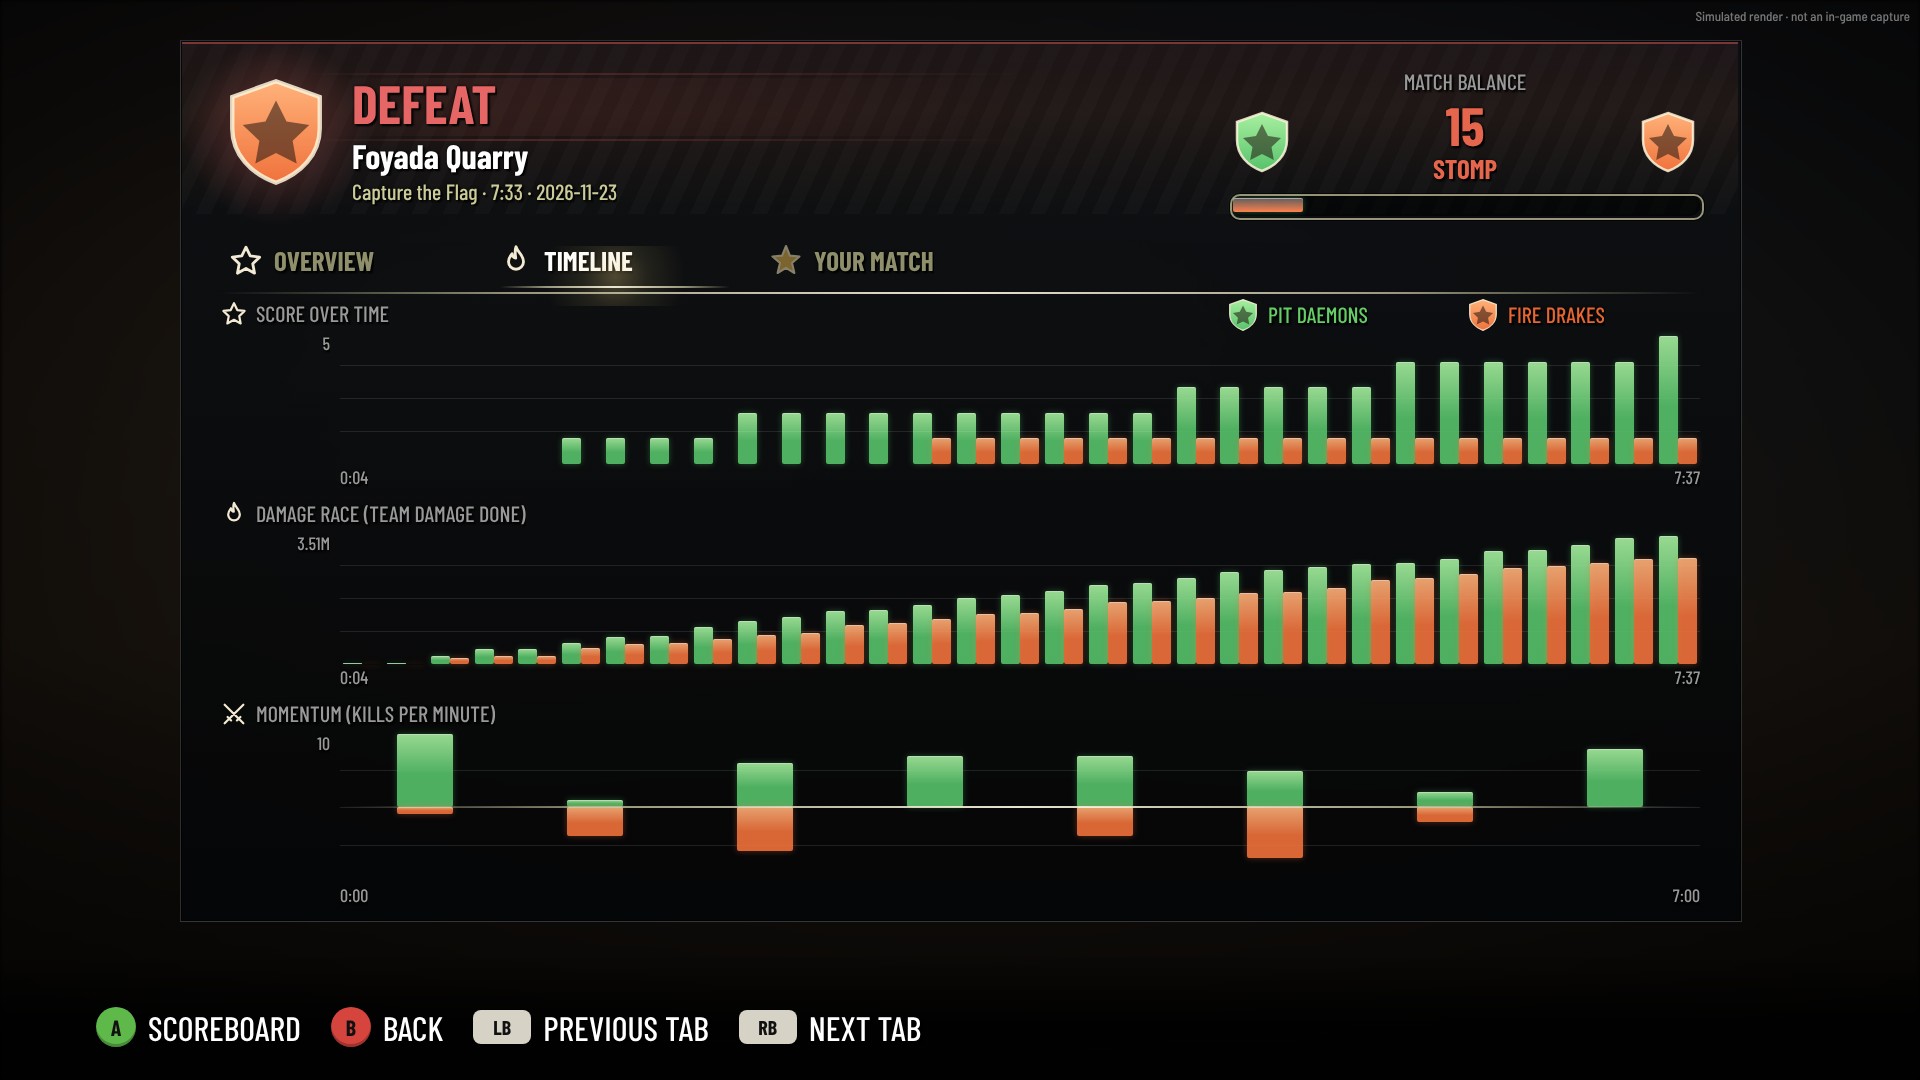 Simulated render · not an in-game capture
DEFEAT
Foyada Quarry
Capture the Flag · 7:33 · 2026-11-23
MATCH BALANCE
15
STOMP
OVERVIEW
TIMELINE
YOUR MATCH
SCORE OVER TIME
PIT DAEMONS
FIRE DRAKES
5
0:04
7:37
DAMAGE RACE (TEAM DAMAGE DONE)
3.51M
0:04
7:37
MOMENTUM (KILLS PER MINUTE)
10
0:00
7:00
A SCOREBOARD
B BACK
LB PREVIOUS TAB
RB NEXT TAB